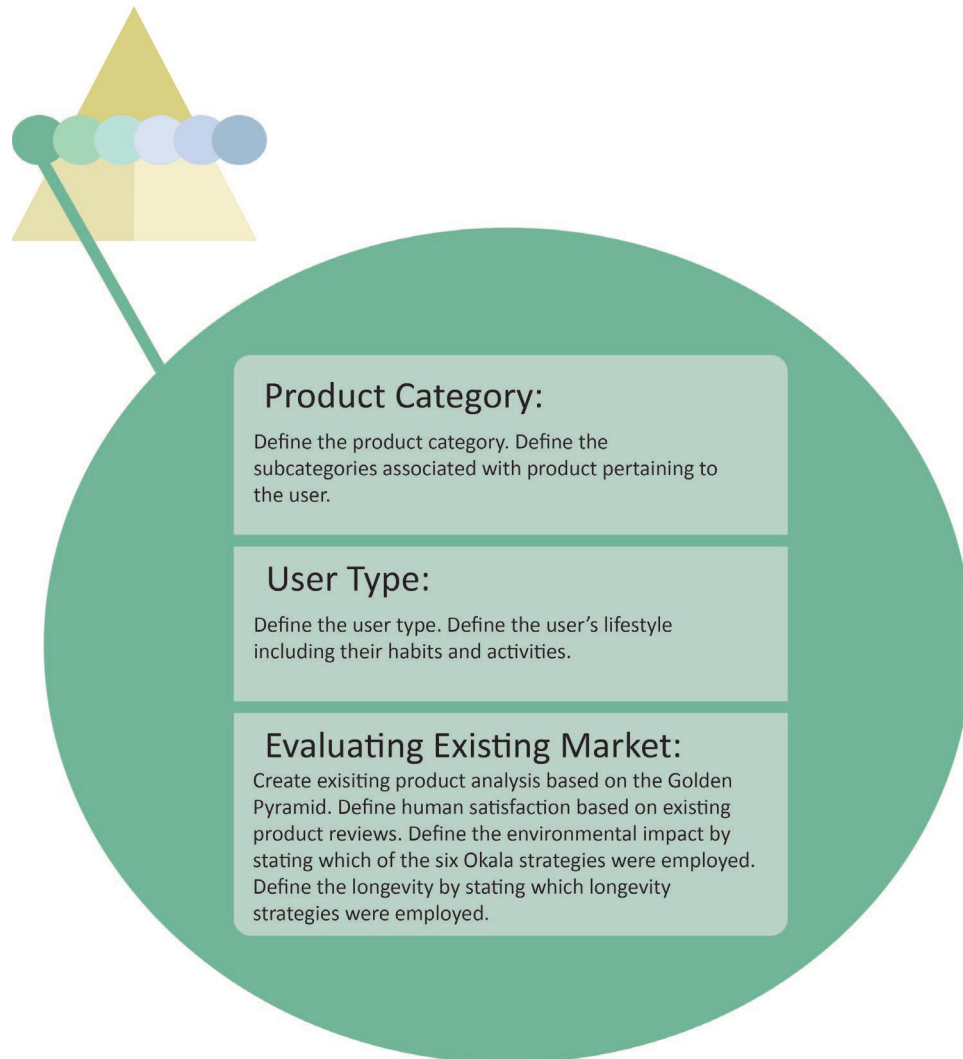 Product Category:
Define the product category. Define the
subcategories associated with product pertaining to
the user.
User Type:
Define the user type. Define the user’s lifestyle
including their habits and activities.
Evaluating Existing Market:
Create exisiting product analysis based on the Golden
Pyramid. Define human satisfaction based on existing
product reviews. Define the environmental impact by
stating which of the six Okala strategies were employed.
Define the longevity by stating which longevity
strategies were employed.